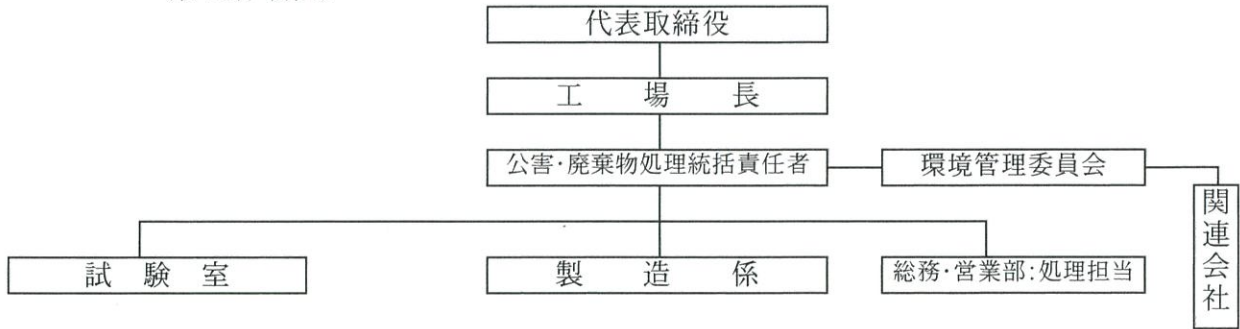 代表取締役
工場長
公害・廃棄物処理統括責任者
環境管理委員会
関連会社
試験室
製造係
総務・営業部:処理担当